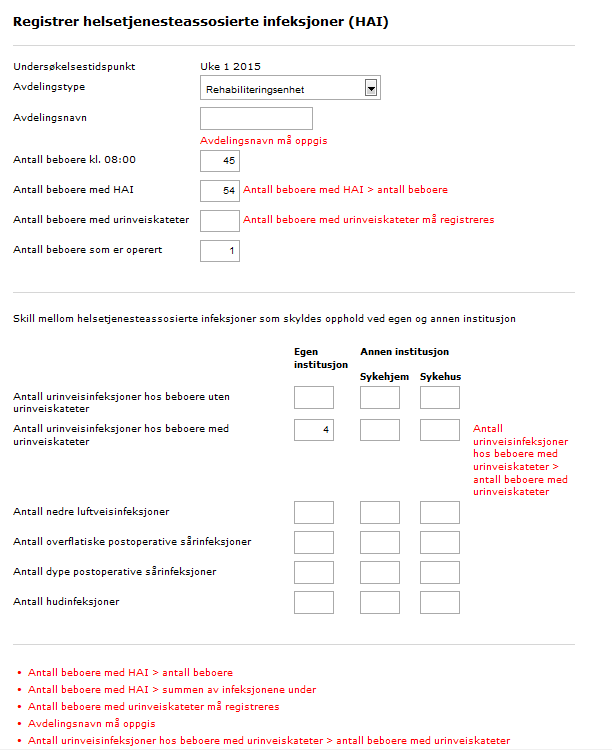 Registrer helsetjenesteassosierte infeksjoner (HAI)
Undersøkelsestidspunkt Uke 1 2015
Avdelingstype Rehabiliteringsenhet
Avdelingsnavn
Avdelingsnavn må oppgis
Antall beboere kl. 08:00 45
Antall beboere med HAI 54 Antall beboere med HAI > antall beboere
Antall beboere med urinveiskateter Antall beboere med urinveiskateter må registreres
Antall beboere som er operert 1
Skill mellom helsetjenesteassosierte infeksjoner som skyldes opphold ved egen og annen institusjon
Egen
institusjon
Annen institusjon
Sykehjem Sykehus
Antall urinveisinfeksjoner hos beboere uten
urinveiskateter
Antall urinveisinfeksjoner hos beboere med
urinveiskateter
4
Antall
urinveisinfeksjoner
hos beboere med
urinveiskateter >
antall beboere med
urinveiskateter
Antall nedre luftveisinfeksjoner
Antall overflatiske postoperative sårinfeksjoner
Antall dype postoperative sårinfeksjoner
Antall hudinfeksjoner
• Antall beboere med HAI > antall beboere
• Antall beboere med HAI > summen av infeksjonene under
• Antall beboere med urinveiskateter må registreres
• Avdelingsnavn må oppgis
• Antall urinveisinfeksjoner hos beboere med urinveiskateter > antall beboere med urinveiskateter